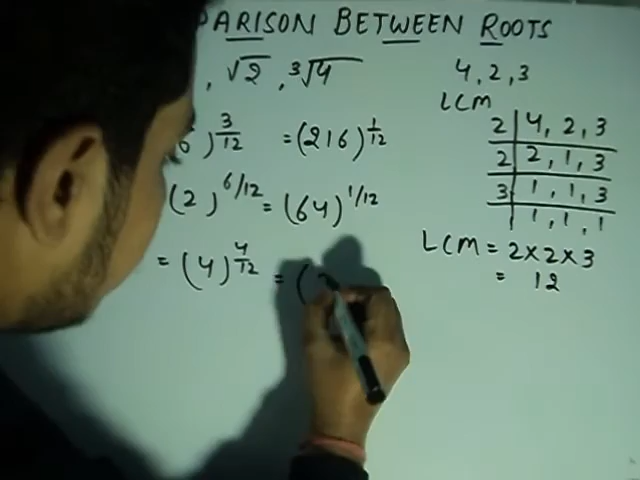 PARISON BETWEEN ROOTS
, √2 , ³√4
4, 2, 3
LCM
6)^3/12 = (216)^1/12
(2)^6/12 = (64)^1/12
= (4)^4/12 = (
2 | 4, 2, 3
2 | 2, 1, 3
3 | 1, 1, 3
| 1, 1, 1
LCM = 2×2×3
= 12